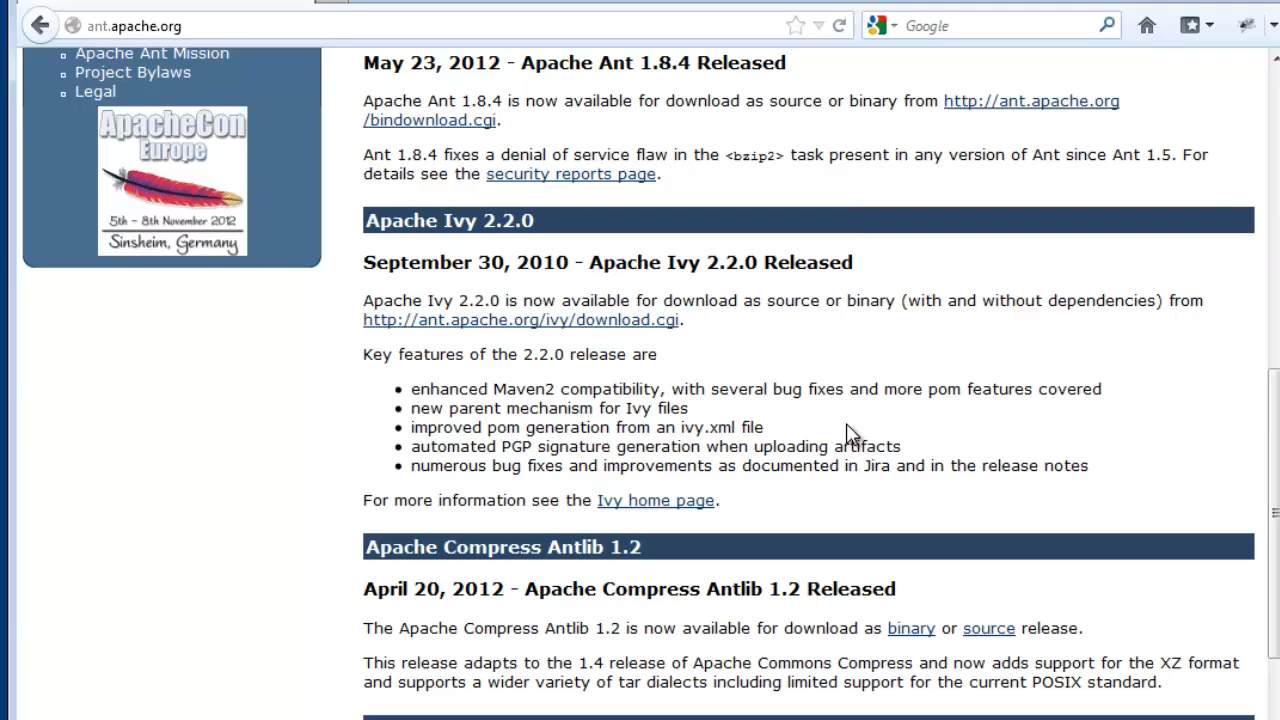 ant.apache.org
Google
Apache Ant Mission
Project Bylaws
Legal
ApacheCon
Europe
5th - 8th November 2012
Sinsheim, Germany
May 23, 2012 - Apache Ant 1.8.4 Released
Apache Ant 1.8.4 is now available for download as source or binary from http://ant.apache.org
/bindownload.cgi.
Ant 1.8.4 fixes a denial of service flaw in the <bzip2> task present in any version of Ant since Ant 1.5. For
details see the security reports page.
Apache Ivy 2.2.0
September 30, 2010 - Apache Ivy 2.2.0 Released
Apache Ivy 2.2.0 is now available for download as source or binary (with and without dependencies) from
http://ant.apache.org/ivy/download.cgi.
Key features of the 2.2.0 release are
• enhanced Maven2 compatibility, with several bug fixes and more pom features covered
• new parent mechanism for Ivy files
• improved pom generation from an ivy.xml file
• automated PGP signature generation when uploading artifacts
• numerous bug fixes and improvements as documented in Jira and in the release notes
For more information see the Ivy home page.
Apache Compress Antlib 1.2
April 20, 2012 - Apache Compress Antlib 1.2 Released
The Apache Compress Antlib 1.2 is now available for download as binary or source release.
This release adapts to the 1.4 release of Apache Commons Compress and now adds support for the XZ format
and supports a wider variety of tar dialects including limited support for the current POSIX standard.